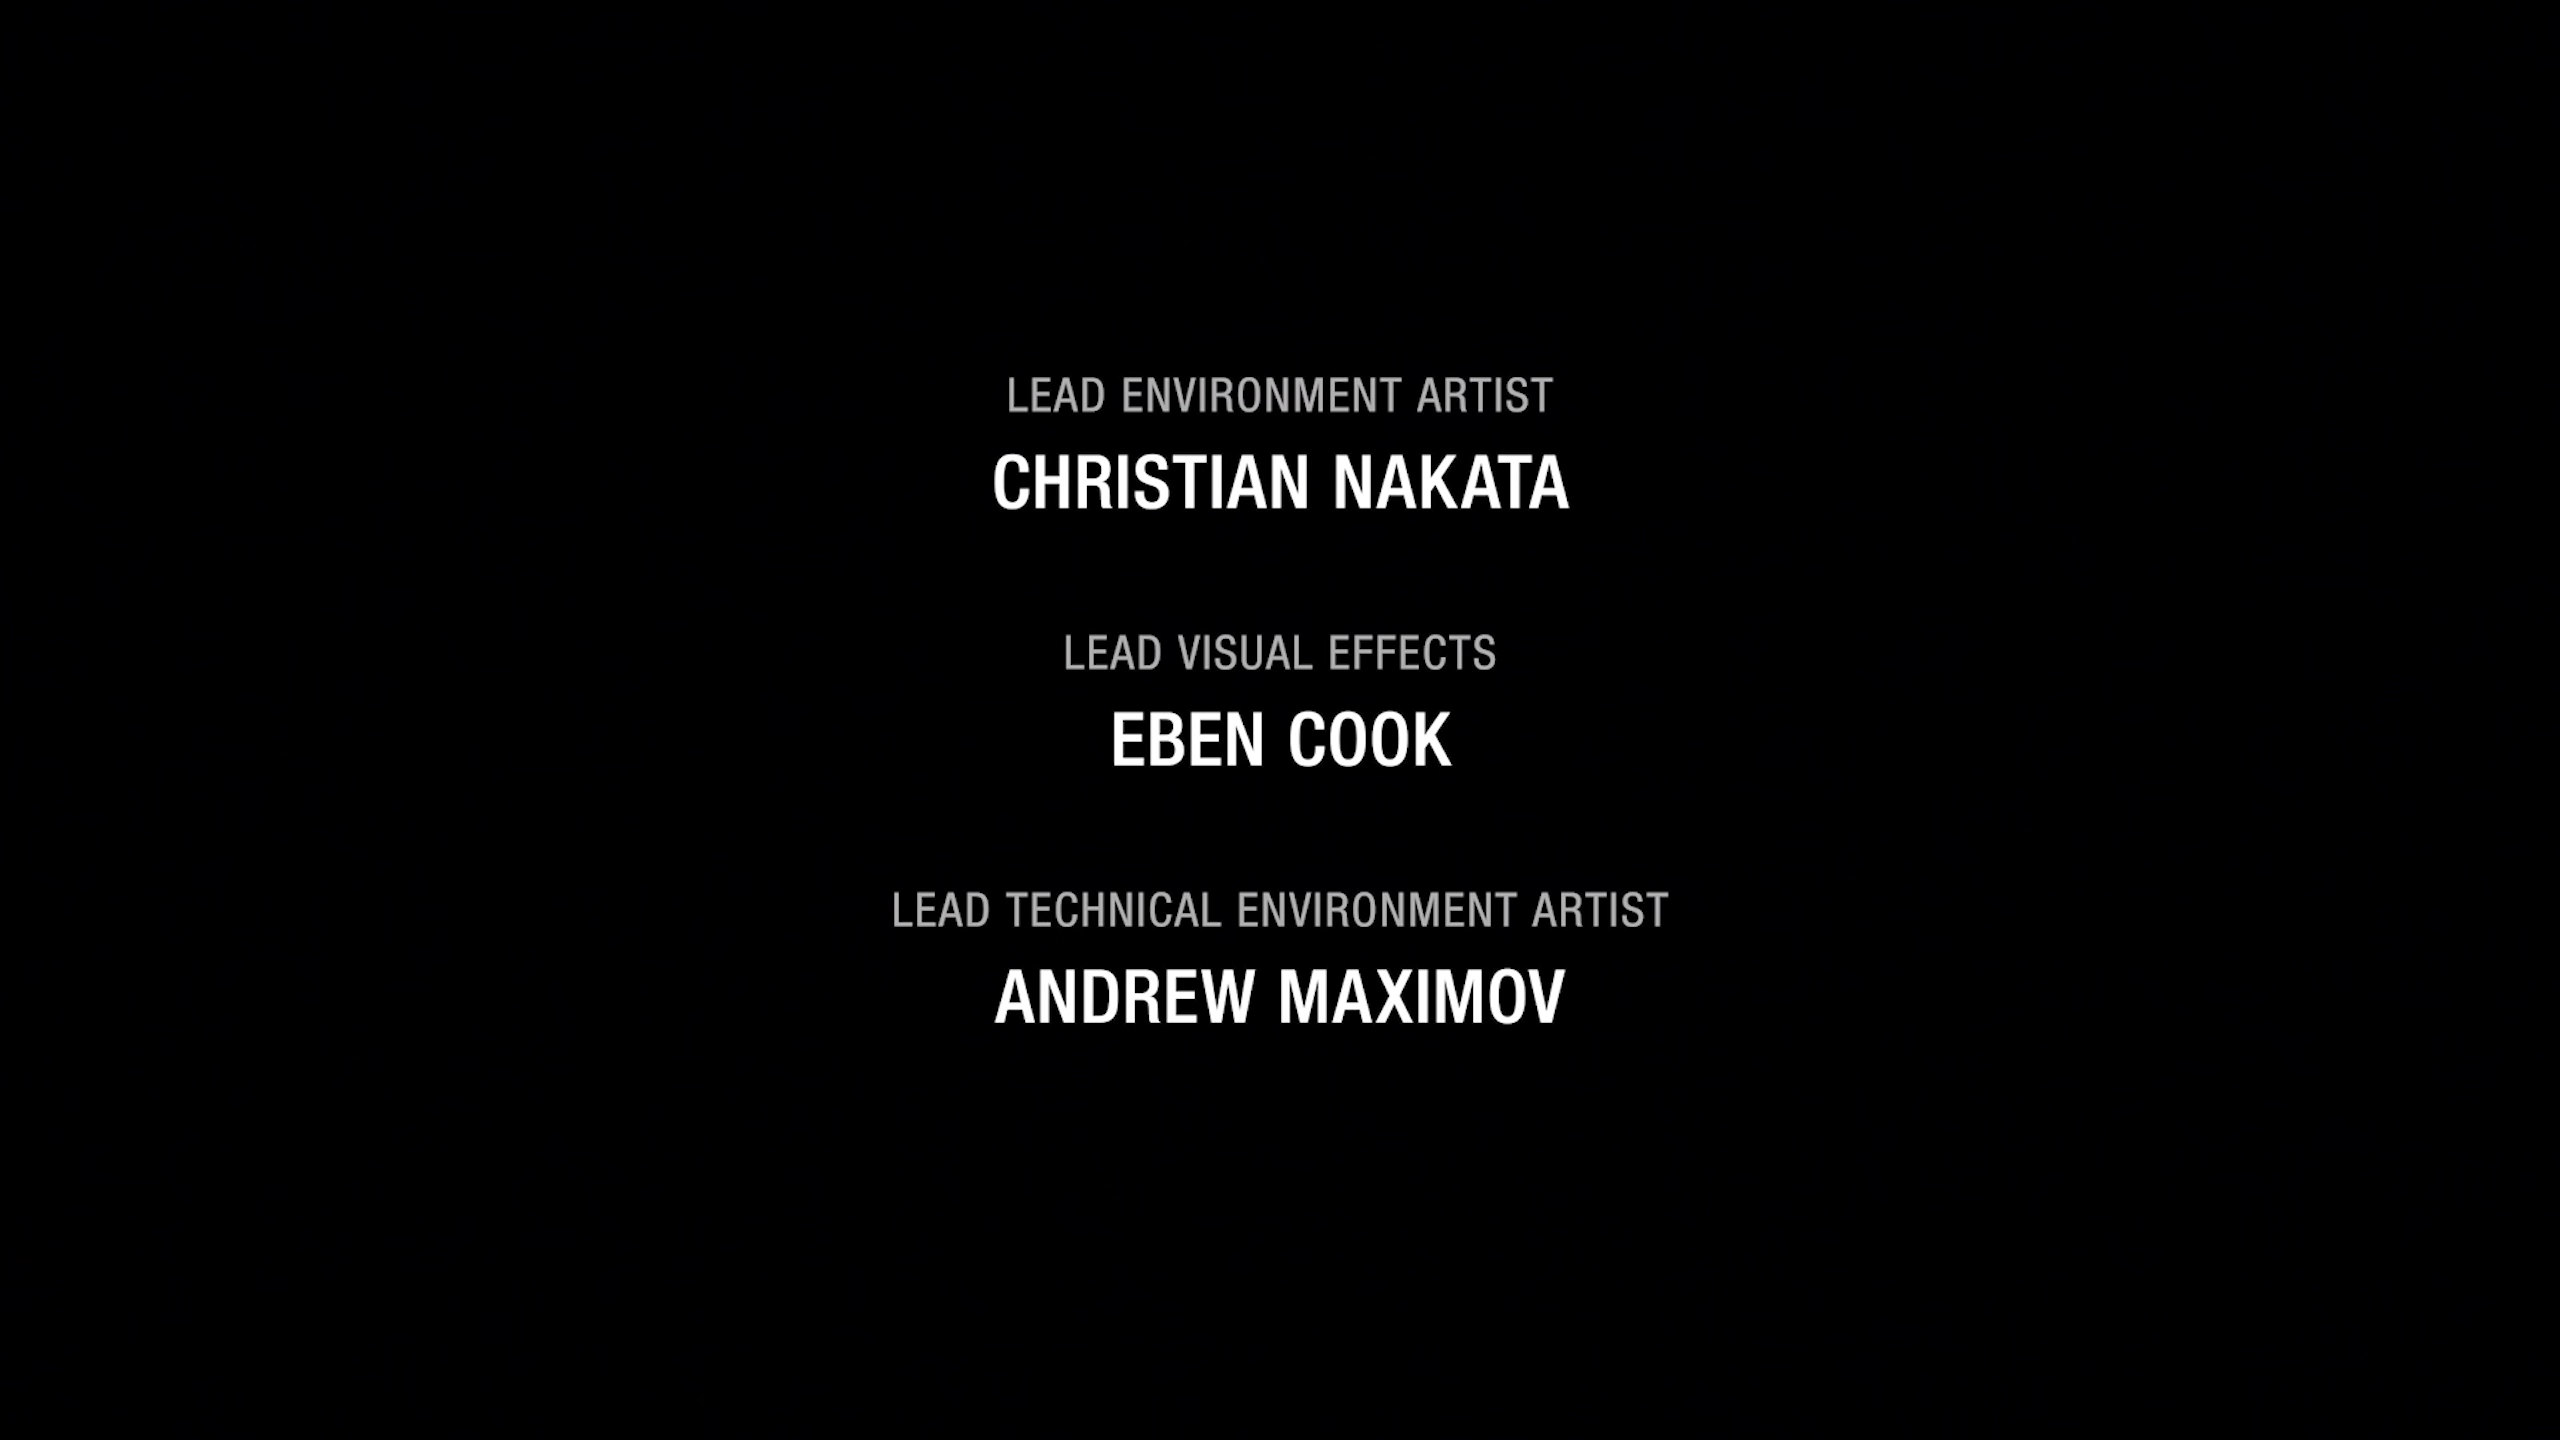 LEAD ENVIRONMENT ARTIST
CHRISTIAN NAKATA
LEAD VISUAL EFFECTS
EBEN COOK
LEAD TECHNICAL ENVIRONMENT ARTIST
ANDREW MAXIMOV